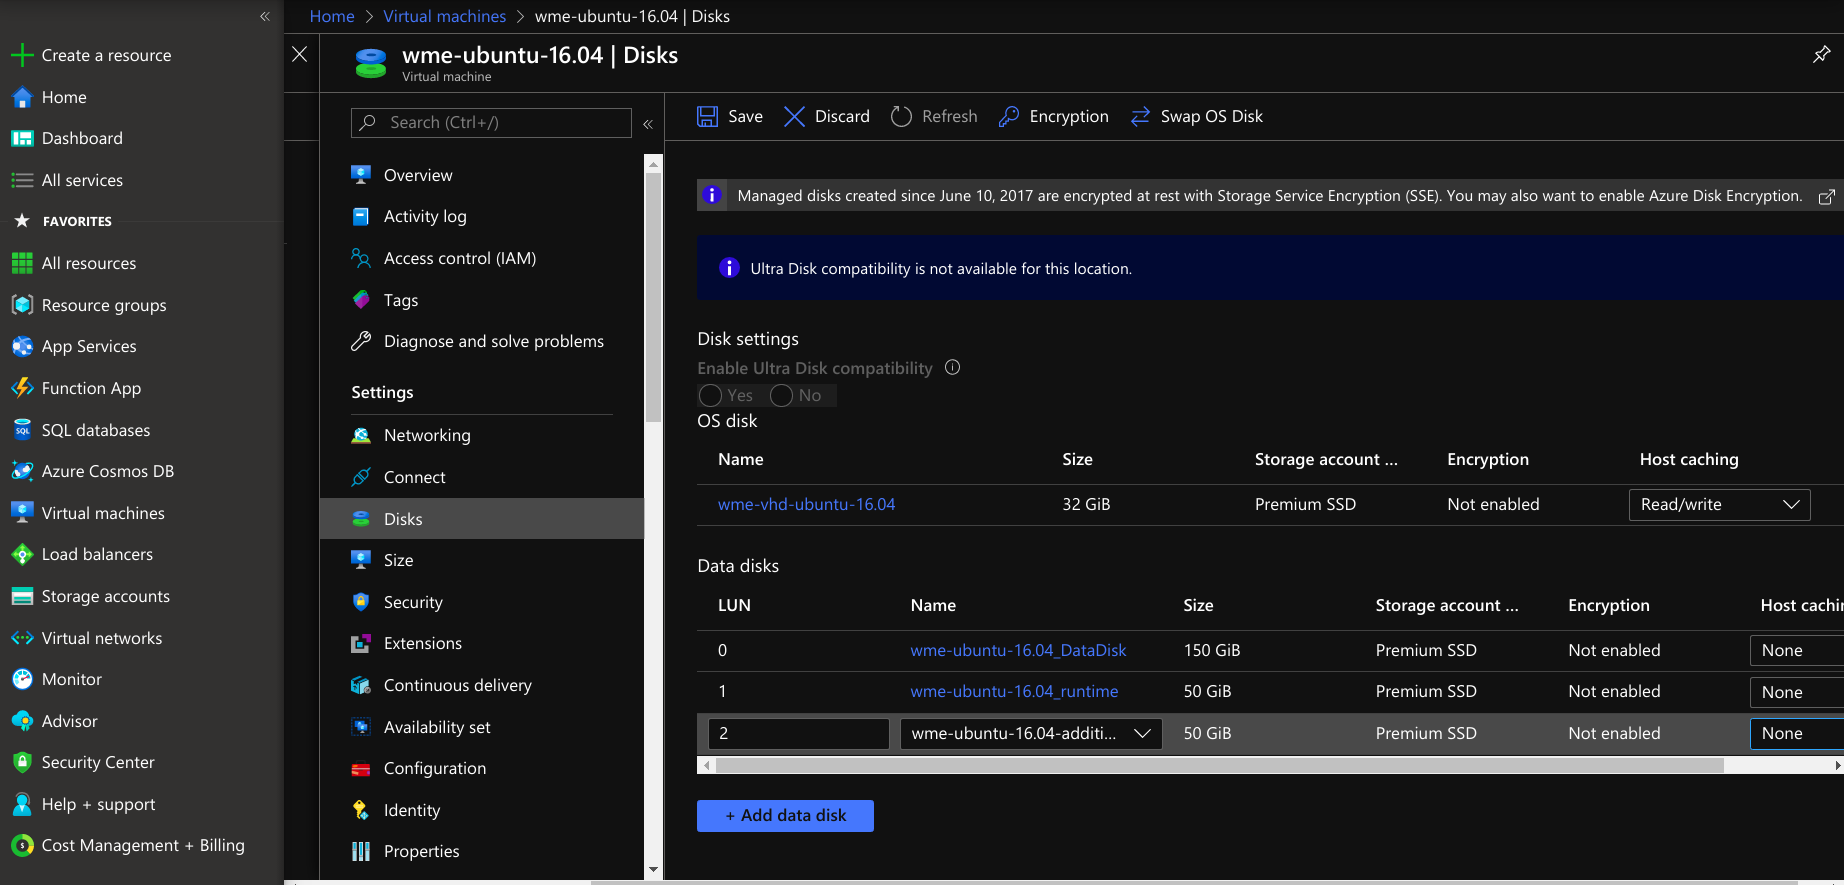 Home > Virtual machines > wme-ubuntu-16.04 | Disks
Create a resource
Home
Dashboard
All services
FAVORITES
All resources
Resource groups
App Services
Function App
SQL databases
Azure Cosmos DB
Virtual machines
Load balancers
Storage accounts
Virtual networks
Monitor
Advisor
Security Center
Help + support
Cost Management + Billing
wme-ubuntu-16.04 | Disks
Virtual machine
Search (Ctrl+/)
Overview
Activity log
Access control (IAM)
Tags
Diagnose and solve problems
Settings
Networking
Connect
Disks
Size
Security
Extensions
Continuous delivery
Availability set
Configuration
Identity
Properties
Save Discard Refresh Encryption Swap OS Disk
Managed disks created since June 10, 2017 are encrypted at rest with Storage Service Encryption (SSE). You may also want to enable Azure Disk Encryption.
Ultra Disk compatibility is not available for this location.
Disk settings
Enable Ultra Disk compatibility
Yes No
OS disk
Name Size Storage account ... Encryption Host caching
wme-vhd-ubuntu-16.04 32 GiB Premium SSD Not enabled Read/write
Data disks
LUN Name Size Storage account ... Encryption Host cachin
0 wme-ubuntu-16.04_DataDisk 150 GiB Premium SSD Not enabled None
1 wme-ubuntu-16.04_runtime 50 GiB Premium SSD Not enabled None
2 wme-ubuntu-16.04-additi... 50 GiB Premium SSD Not enabled None
+ Add data disk